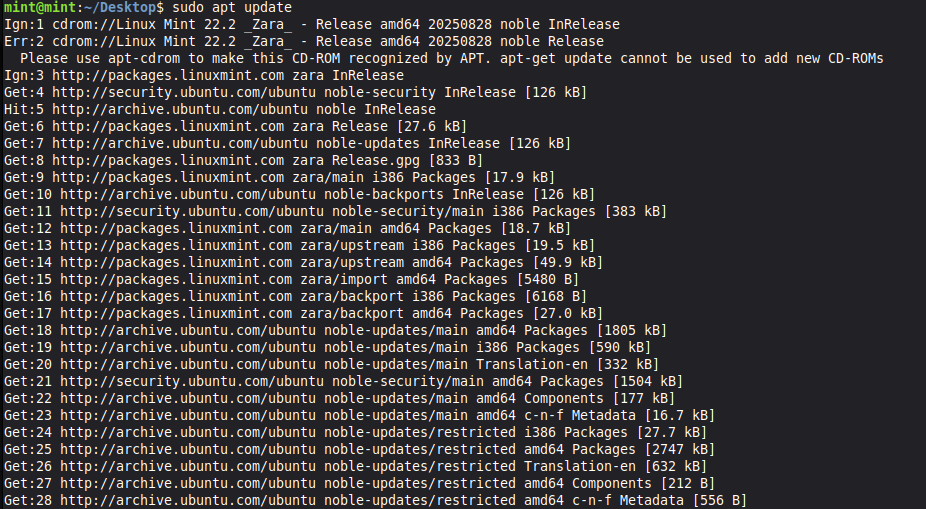 mint@mint:~/Desktop$ sudo apt update
Ign:1 cdrom://Linux Mint 22.2 _Zara_ - Release amd64 20250828 noble InRelease
Err:2 cdrom://Linux Mint 22.2 _Zara_ - Release amd64 20250828 noble Release
  Please use apt-cdrom to make this CD-ROM recognized by APT. apt-get update cannot be used to add new CD-ROMs
Ign:3 http://packages.linuxmint.com zara InRelease
Get:4 http://security.ubuntu.com/ubuntu noble-security InRelease [126 kB]
Hit:5 http://archive.ubuntu.com/ubuntu noble InRelease
Get:6 http://packages.linuxmint.com zara Release [27.6 kB]
Get:7 http://archive.ubuntu.com/ubuntu noble-updates InRelease [126 kB]
Get:8 http://packages.linuxmint.com zara Release.gpg [833 B]
Get:9 http://packages.linuxmint.com zara/main i386 Packages [17.9 kB]
Get:10 http://archive.ubuntu.com/ubuntu noble-backports InRelease [126 kB]
Get:11 http://security.ubuntu.com/ubuntu noble-security/main i386 Packages [383 kB]
Get:12 http://packages.linuxmint.com zara/main amd64 Packages [18.7 kB]
Get:13 http://packages.linuxmint.com zara/upstream i386 Packages [19.5 kB]
Get:14 http://packages.linuxmint.com zara/upstream amd64 Packages [49.9 kB]
Get:15 http://packages.linuxmint.com zara/import amd64 Packages [5480 B]
Get:16 http://packages.linuxmint.com zara/backport i386 Packages [6168 B]
Get:17 http://packages.linuxmint.com zara/backport amd64 Packages [27.0 kB]
Get:18 http://archive.ubuntu.com/ubuntu noble-updates/main amd64 Packages [1805 kB]
Get:19 http://archive.ubuntu.com/ubuntu noble-updates/main i386 Packages [590 kB]
Get:20 http://archive.ubuntu.com/ubuntu noble-updates/main Translation-en [332 kB]
Get:21 http://security.ubuntu.com/ubuntu noble-security/main amd64 Packages [1504 kB]
Get:22 http://archive.ubuntu.com/ubuntu noble-updates/main amd64 Components [177 kB]
Get:23 http://archive.ubuntu.com/ubuntu noble-updates/main amd64 c-n-f Metadata [16.7 kB]
Get:24 http://archive.ubuntu.com/ubuntu noble-updates/restricted i386 Packages [27.7 kB]
Get:25 http://archive.ubuntu.com/ubuntu noble-updates/restricted amd64 Packages [2747 kB]
Get:26 http://archive.ubuntu.com/ubuntu noble-updates/restricted Translation-en [632 kB]
Get:27 http://archive.ubuntu.com/ubuntu noble-updates/restricted amd64 Components [212 B]
Get:28 http://archive.ubuntu.com/ubuntu noble-updates/restricted amd64 c-n-f Metadata [556 B]